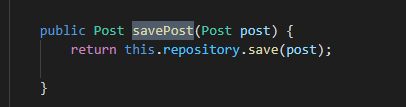 public Post savePost(Post post) {
    return this.repository.save(post);
}